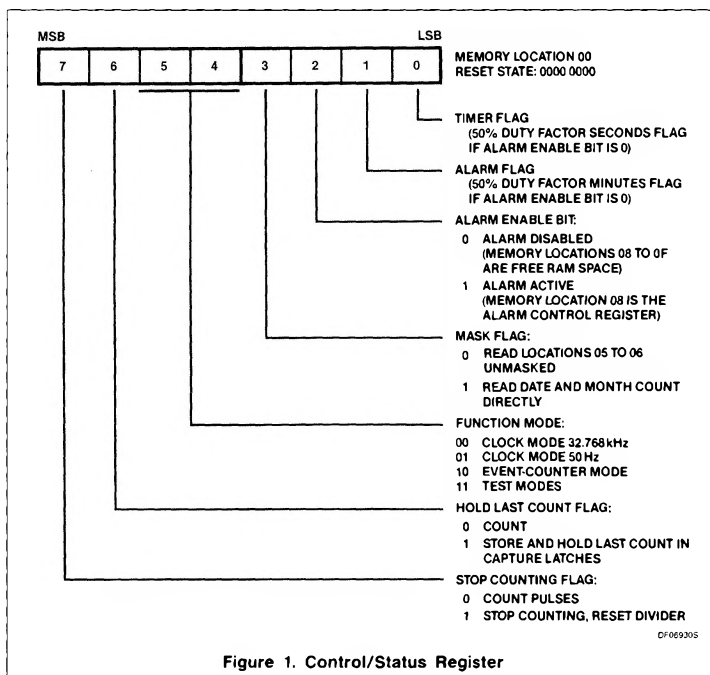 MSB LSB
7 6 5 4 3 2 1 0
MEMORY LOCATION 00
RESET STATE: 0000 0000
TIMER FLAG
(50% DUTY FACTOR SECONDS FLAG
IF ALARM ENABLE BIT IS 0)
ALARM FLAG
(50% DUTY FACTOR MINUTES FLAG
IF ALARM ENABLE BIT IS 0)
ALARM ENABLE BIT:
0 ALARM DISABLED
(MEMORY LOCATIONS 08 TO 0F
ARE FREE RAM SPACE)
1 ALARM ACTIVE
(MEMORY LOCATION 08 IS THE
ALARM CONTROL REGISTER)
MASK FLAG:
0 READ LOCATIONS 05 TO 06
UNMASKED
1 READ DATE AND MONTH COUNT
DIRECTLY
FUNCTION MODE:
00 CLOCK MODE 32.768kHz
01 CLOCK MODE 50Hz
10 EVENT-COUNTER MODE
11 TEST MODES
HOLD LAST COUNT FLAG:
0 COUNT
1 STORE AND HOLD LAST COUNT IN
CAPTURE LATCHES
STOP COUNTING FLAG:
0 COUNT PULSES
1 STOP COUNTING, RESET DIVIDER
DF06930S
Figure 1. Control/Status Register